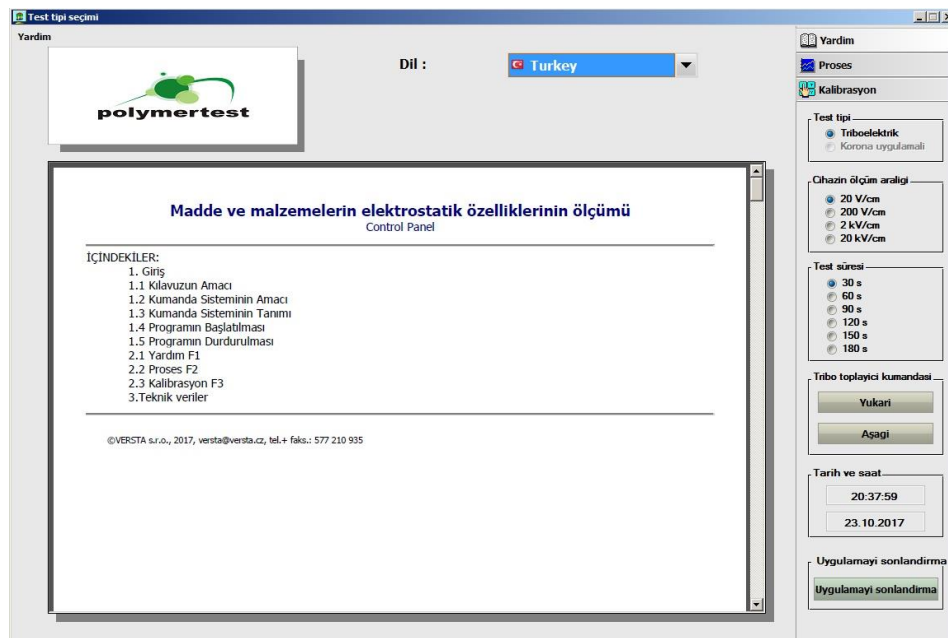 Test tipi seçimi
Yardim
polymertest
Dil :
Turkey
Madde ve malzemelerin elektrostatik özelliklerinin ölçümü
Control Panel
İÇİNDEKİLER:
1. Giriş
1.1 Kılavuzun Amacı
1.2 Kumanda Sisteminin Amacı
1.3 Kumanda Sisteminin Tanımı
1.4 Programın Başlatılması
1.5 Programın Durdurulması
2.1 Yardım F1
2.2 Proses F2
2.3 Kalibrasyon F3
3.Teknik veriler
©VERSTA s.r.o., 2017, versta@versta.cz, tel.+ faks.: 577 210 935
Yardim
Proses
Kalibrasyon
Test tipi
Triboelektrik
Korona uygulamali
Cihazin ölçüm araligi
20 V/cm
200 V/cm
2 kV/cm
20 kV/cm
Test süresi
30 s
60 s
90 s
120 s
150 s
180 s
Tribo toplayici kumandasi
Yukari
Aşagi
Tarih ve saat
20:37:59
23.10.2017
Uygulamayi sonlandirma
Uygulamayi sonlandirma